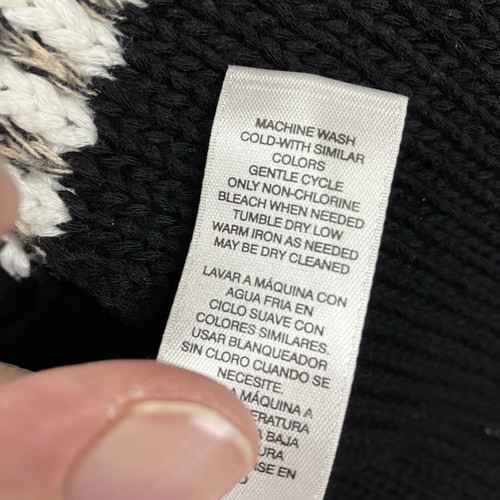 MACHINE WASH
COLD-WITH SIMILAR
COLORS
GENTLE CYCLE
ONLY NON-CHLORINE
BLEACH WHEN NEEDED
TUMBLE DRY LOW
WARM IRON AS NEEDED
MAY BE DRY CLEANED
LAVAR A MÁQUINA CON
AGUA FRIA EN
CICLO SUAVE CON
COLORES SIMILARES.
USAR BLANQUEADOR
SIN CLORO CUANDO SE
NECESITE.
A MÁQUINA A
BAJA
EN